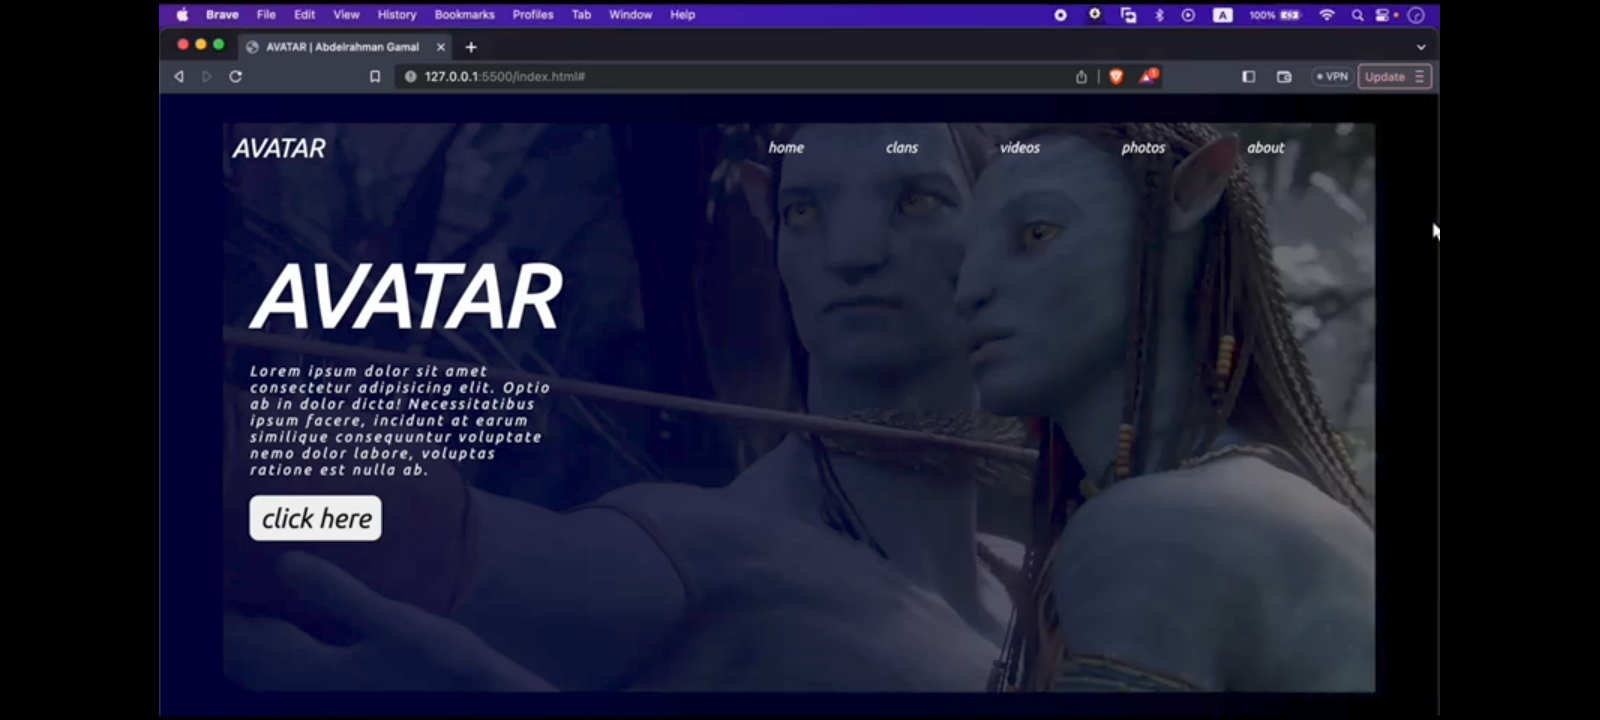 Brave File Edit View History Bookmarks Profiles Tab Window Help A 100%
AVATAR | Abdelrahman Gamal
127.0.0.1:5500/index.html# VPN Update
AVATAR home clans videos photos about
AVATAR
Lorem ipsum dolor sit amet
consectetur adipisicing elit. Optio
ab in dolor dicta! Necessitatibus
ipsum facere, incidunt at earum
similique consequuntur voluptate
nemo dolor labore, voluptas
ratione est nulla ab.
click here